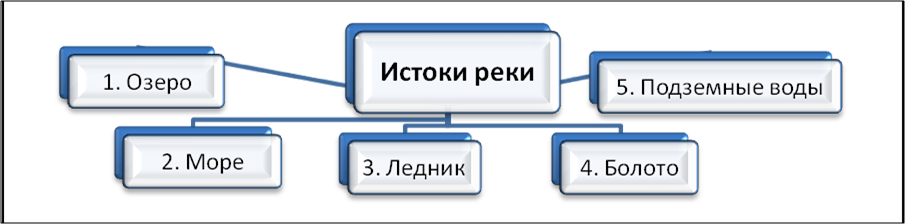 Истоки реки
1. Озеро
2. Море
3. Ледник
4. Болото
5. Подземные воды